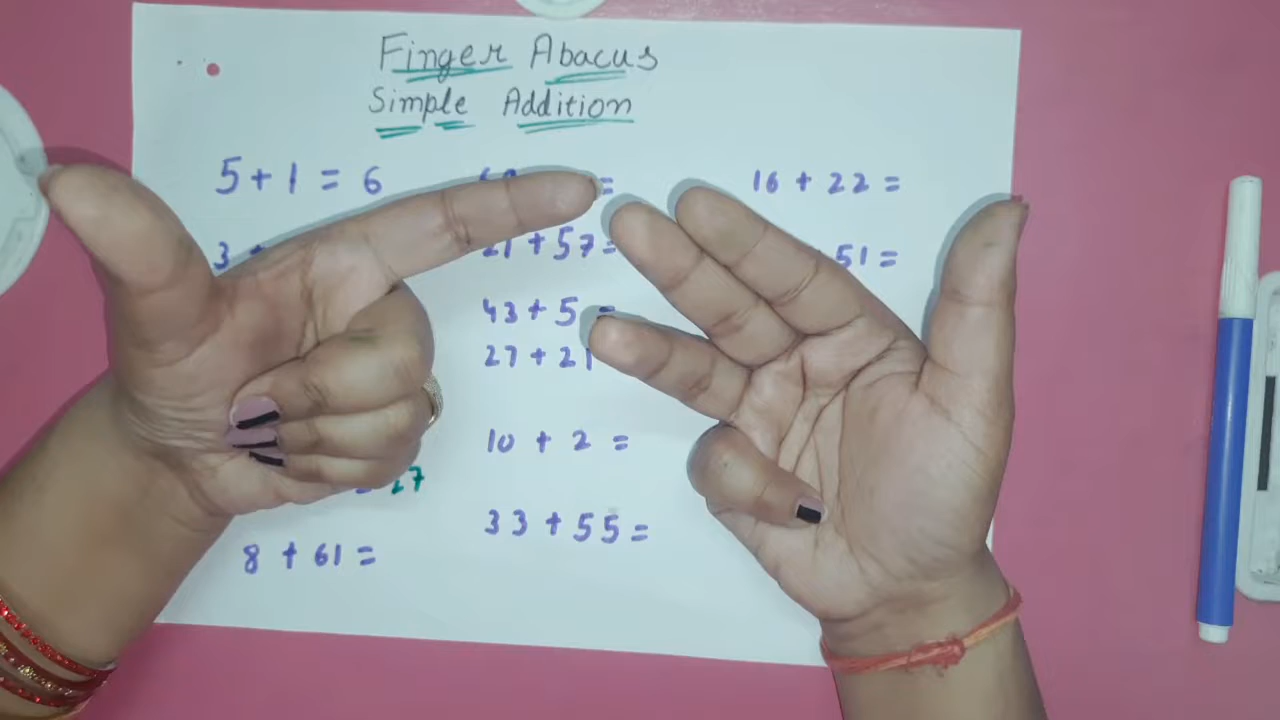 Finger Abacus
Simple Addition
5 + 1 = 6
=
16 + 22 =
3
21 + 57 =
51 =
43 + 5 =
27 + 21
10 + 2 =
27
33 + 55 =
8 + 61 =